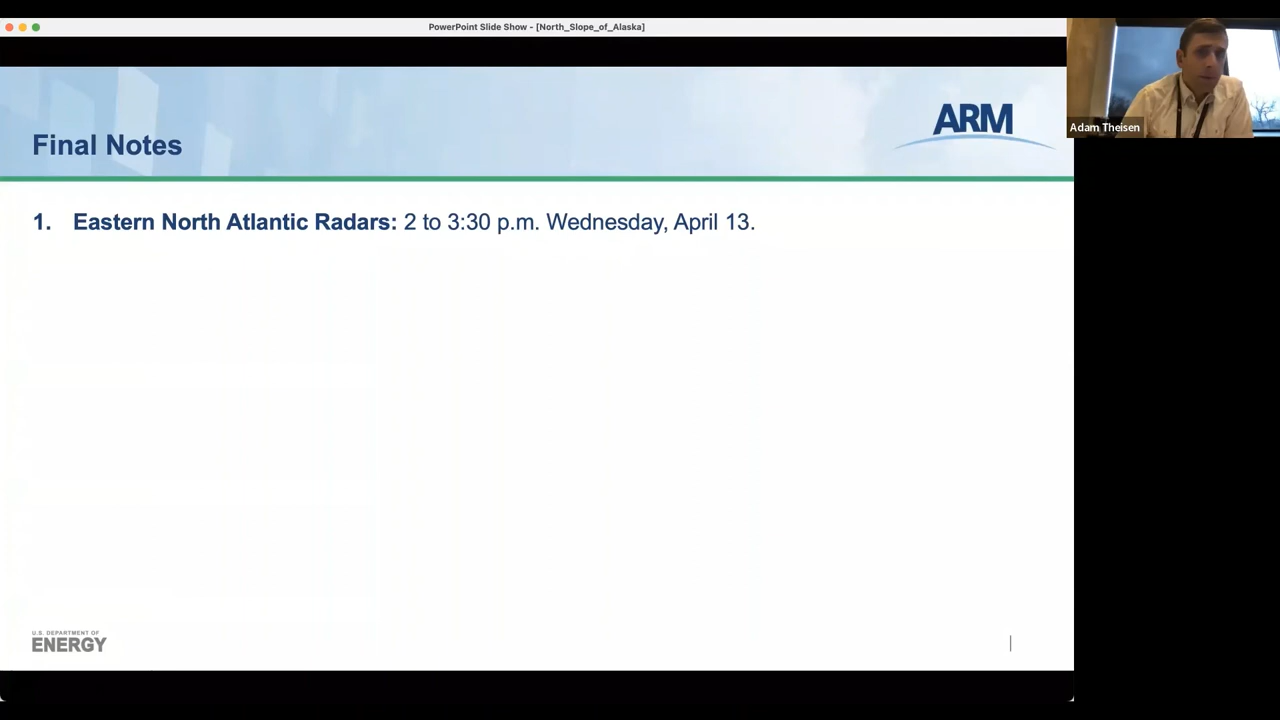 PowerPoint Slide Show - [North_Slope_of_Alaska]
Final Notes
ARM
Adam Theisen
1. Eastern North Atlantic Radars: 2 to 3:30 p.m. Wednesday, April 13.
U.S. DEPARTMENT OF
ENERGY